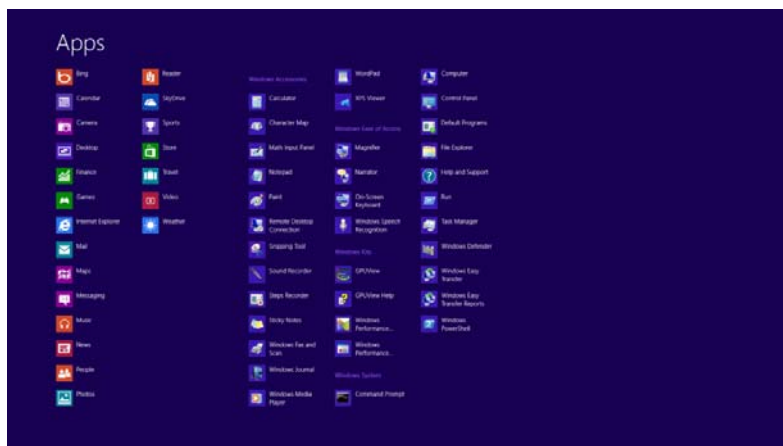 Apps
Bing
Calendar
Camera
Desktop
Finance
Games
Internet Explorer
Mail
Maps
Messaging
Music
News
People
Photos
Reader
SkyDrive
Sports
Store
Travel
Video
Weather
Windows Accessories
Calculator
Character Map
Math Input Panel
Notepad
Paint
Remote Desktop
Connection
Snipping Tool
Sound Recorder
Steps Recorder
Sticky Notes
Windows Fax and
Scan
Windows Journal
Windows Media
Player
WordPad
XPS Viewer
Windows Ease of Access
Magnifier
Narrator
On-Screen
Keyboard
Windows Speech
Recognition
Windows Kits
GPUView
GPUView Help
Windows
Performance...
Windows
Performance...
Windows System
Command Prompt
Computer
Control Panel
Default Programs
File Explorer
Help and Support
Run
Task Manager
Windows Defender
Windows Easy
Transfer
Windows Easy
Transfer Reports
Windows
PowerShell